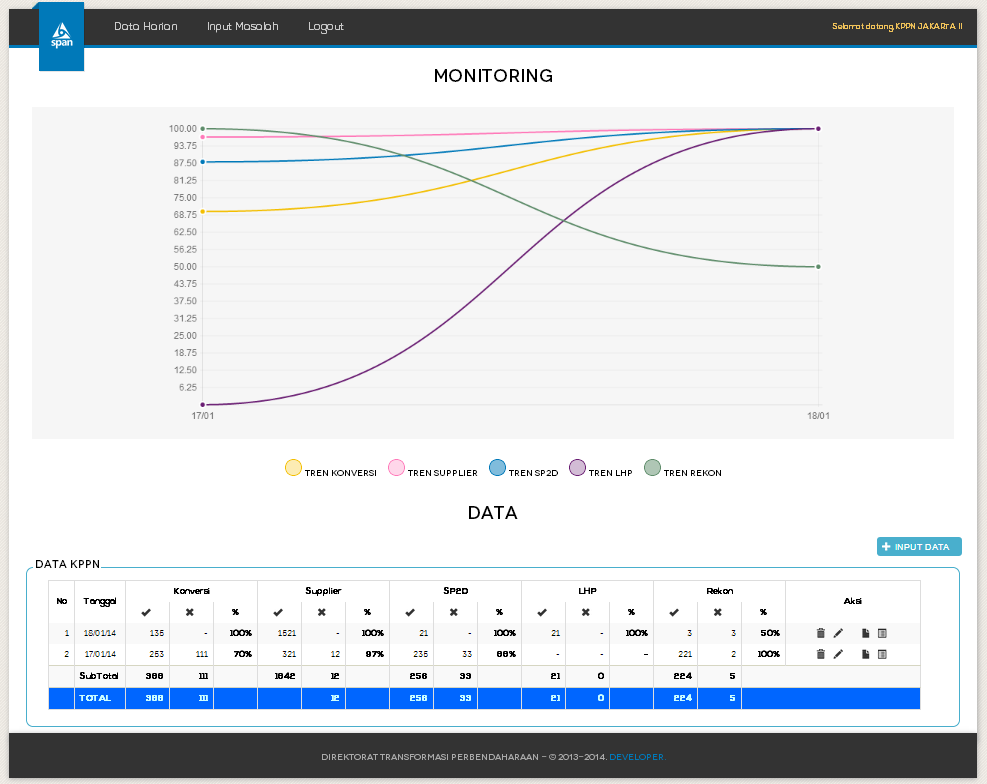 span
Data Harian Input Masalah Logout
Selamat datang, KPPN JAKARTA II
MONITORING
100.00
93.75
87.50
81.25
75.00
68.75
62.50
56.25
50.00
43.75
37.50
31.25
25.00
18.75
12.50
6.25
17/01 18/01
TREN KONVERSI TREN SUPPLIER TREN SP2D TREN LHP TREN REKON
DATA
INPUT DATA
DATA KPPN
No Tanggal Konversi Supplier SP2D LHP Rekon Aksi
% % % % %
1 18/01/14 135 - 100% 1521 - 100% 21 - 100% 21 - 100% 3 3 50%
2 17/01/14 253 111 70% 321 12 97% 235 33 88% - - - 221 2 100%
SubTotal 388 111 1842 12 256 33 21 0 224 5
TOTAL 388 111 12 256 33 21 0 224 5
DIREKTORAT TRANSFORMASI PERBENDAHARAAN - © 2013-2014. DEVELOPER.